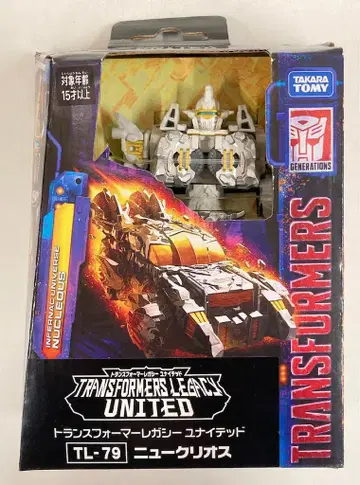 対象年齢
15才以上
TAKARA
TOMY
GENERATIONS
TRANSFORMERS
INFERNAC UNIVERSE
NUCLEOUS
トランスフォーマーレガシー ユナイテッド
TRANSFORMERS LEGACY
UNITED
トランスフォーマーレガシー ユナイテッド
TL-79 ニュークリオス